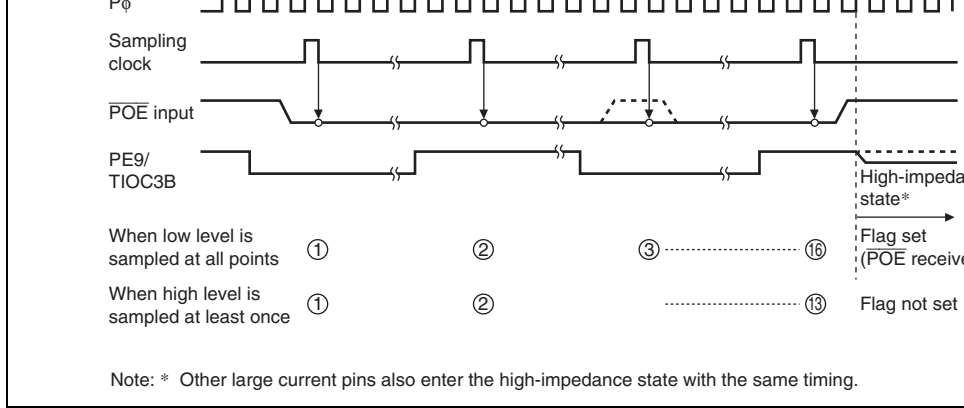 Pφ
Sampling
clock
POE input
PE9/
TIOC3B
High-impeda
state*
When low level is
sampled at all points
① ② ③ ⑯
Flag set
(POE receive
When high level is
sampled at least once
① ② ⑬ Flag not set
Note: * Other large current pins also enter the high-impedance state with the same timing.